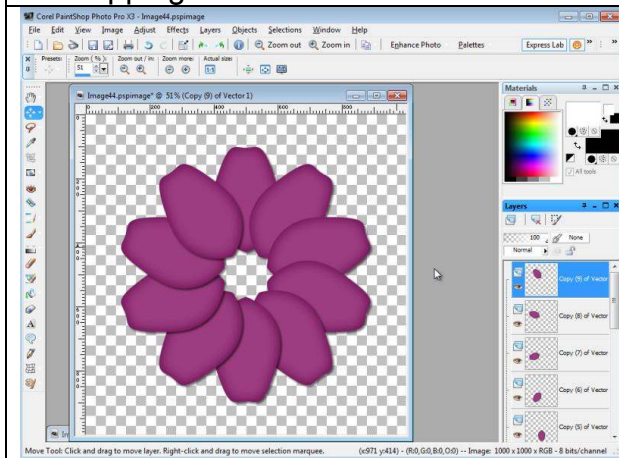 Corel PaintShop Photo Pro X3 - Image44.pspimage
File Edit View Image Adjust Effects Layers Objects Selections Window Help
Zoom out Zoom in Enhance Photo Palettes Express Lab
Presets: Zoom ( % ): Zoom out / in: Zoom more: Actual size:
51
1:1
Image44.pspimage* @ 51% (Copy (9) of Vector 1)
Materials
All tools
Layers
100 None
Normal
Copy (9) of Vector
Copy (8) of Vector
Copy (7) of Vector
Copy (6) of Vector
Copy (5) of Vector
Move Tool: Click and drag to move layer. Right-click and drag to move selection marquee. (x:971 y:414) - (R:0,G:0,B:0,O:0) -- Image: 1000 x 1000 x RGB - 8 bits/channel